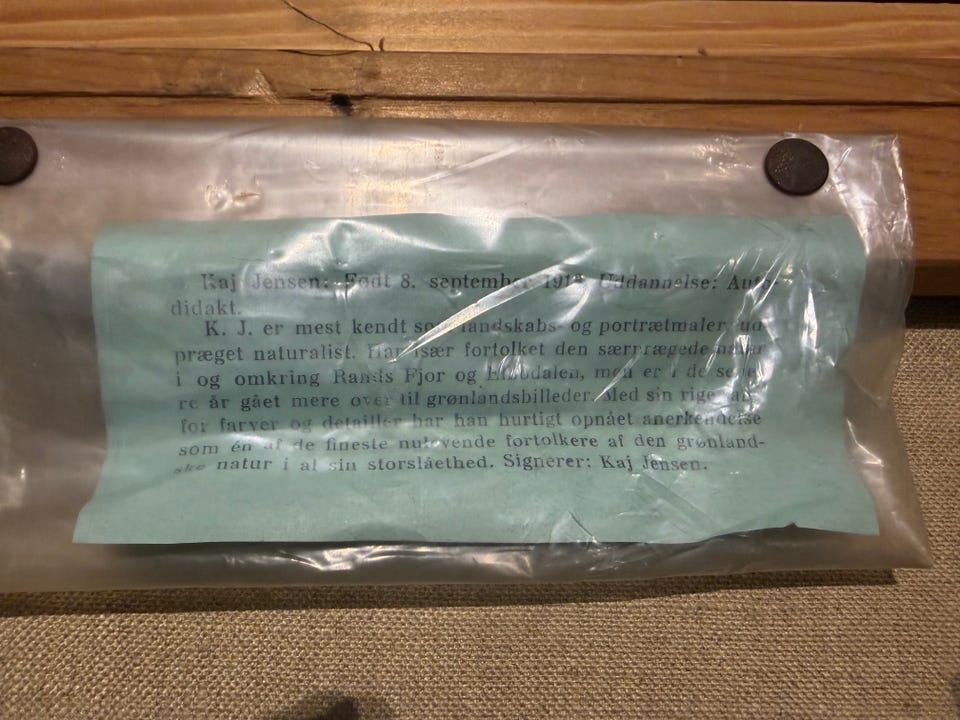 Kaj Jensen: Født 8. september Uddannelse: Auto-
didakt.
K. J. er mest kendt som landskabs- og portrætmaler, ud-
præget naturalist. Har især fortolket den særprægede natur
i og omkring Rands Fjor og men er i de sene-
re år gået mere over til grønlandsbilleder. Med sin rige
for farver og detailler har han hurtigt opnået anerkendelse
som én af de fineste nulevende fortolkere af den grønland-
ske natur i al sin storslåethed. Signerer: Kaj Jensen.